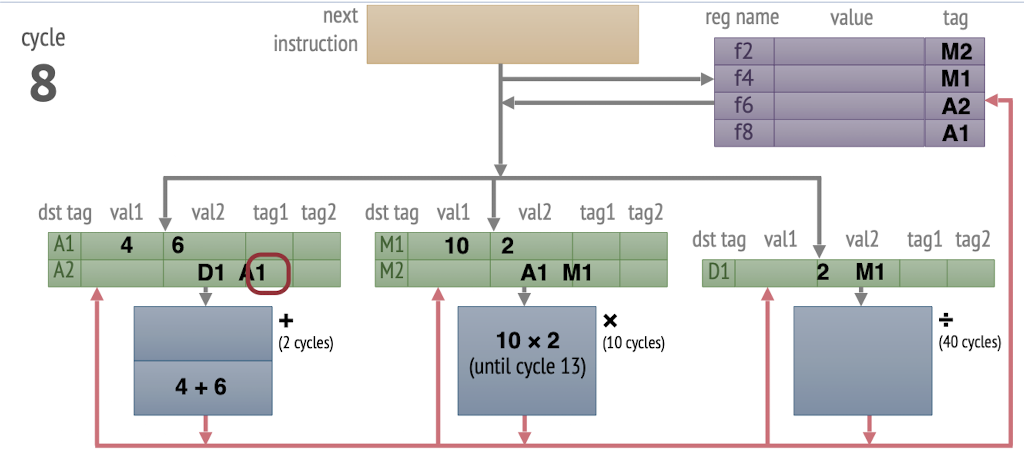 cycle
8
next
instruction
reg name value tag
f2 M2
f4 M1
f6 A2
f8 A1
dst tag val1 val2 tag1 tag2
A1 4 6
A2 D1 A1
+
(2 cycles)
4 + 6
dst tag val1 val2 tag1 tag2
M1 10 2
M2 A1 M1
×
(10 cycles)
10 × 2
(until cycle 13)
dst tag val1 val2 tag1 tag2
D1 2 M1
÷
(40 cycles)